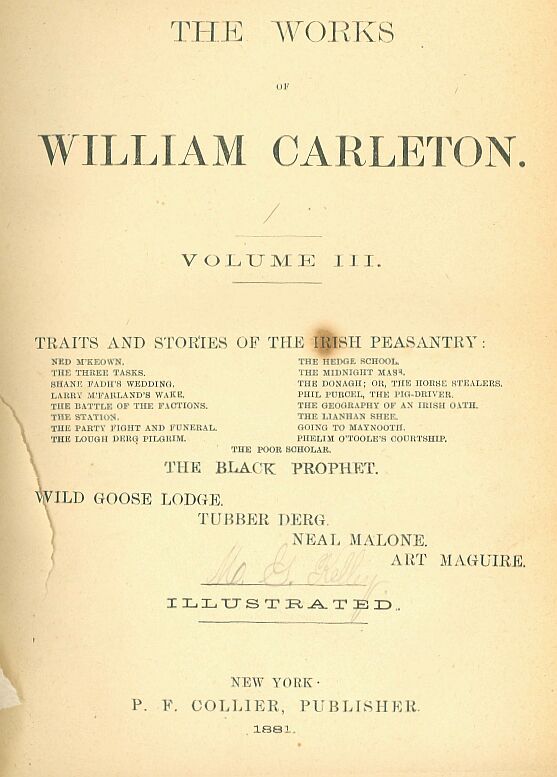 THE WORKS
OF
WILLIAM CARLETON.
VOLUME III.
TRAITS AND STORIES OF THE IRISH PEASANTRY:
NED M'KEOWN.
THE THREE TASKS.
SHANE FADH'S WEDDING.
LARRY M'FARLAND'S WAKE.
THE BATTLE OF THE FACTIONS.
THE STATION.
THE PARTY FIGHT AND FUNERAL.
THE LOUGH DERG PILGRIM.
THE HEDGE SCHOOL.
THE MIDNIGHT MASS.
THE DONAGH; OR, THE HORSE STEALERS.
PHIL PURCEL, THE PIG-DRIVER.
THE GEOGRAPHY OF AN IRISH OATH.
THE LIANHAN SHEE.
GOING TO MAYNOOTH.
PHELIM O'TOOLE'S COURTSHIP.
THE POOR SCHOLAR.
THE BLACK PROPHET.
WILD GOOSE LODGE.
TUBBER DERG.
NEAL MALONE.
ART MAGUIRE.
G. Kelly
ILLUSTRATED.
NEW YORK.
P. F. COLLIER, PUBLISHER.
1881.